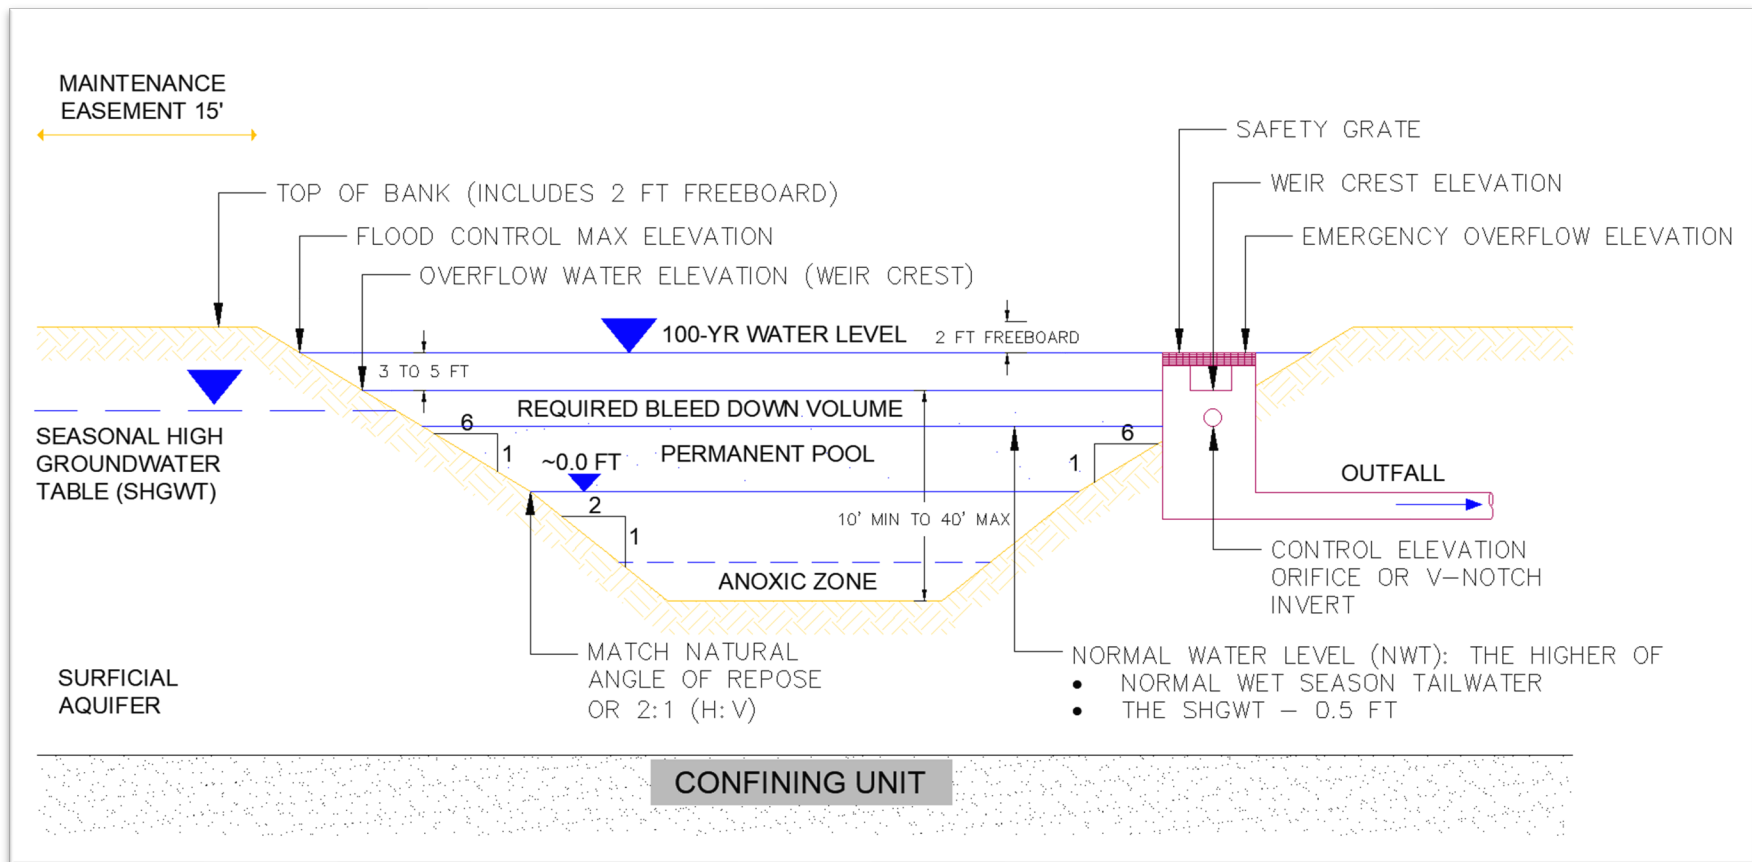 MAINTENANCE
EASEMENT 15'
SAFETY GRATE
TOP OF BANK (INCLUDES 2 FT FREEBOARD)
WEIR CREST ELEVATION
FLOOD CONTROL MAX ELEVATION
EMERGENCY OVERFLOW ELEVATION
OVERFLOW WATER ELEVATION (WEIR CREST)
100-YR WATER LEVEL
2 FT FREEBOARD
3 TO 5 FT
REQUIRED BLEED DOWN VOLUME
6
1
SEASONAL HIGH
GROUNDWATER
TABLE (SHGWT)
PERMANENT POOL
6
1
~0.0 FT
OUTFALL
2
1
10' MIN TO 40' MAX
ANOXIC ZONE
CONTROL ELEVATION
ORIFICE OR V-NOTCH
INVERT
MATCH NATURAL
ANGLE OF REPOSE
OR 2:1 (H:V)
NORMAL WATER LEVEL (NWT): THE HIGHER OF
• NORMAL WET SEASON TAILWATER
• THE SHGWT – 0.5 FT
SURFICIAL
AQUIFER
CONFINING UNIT